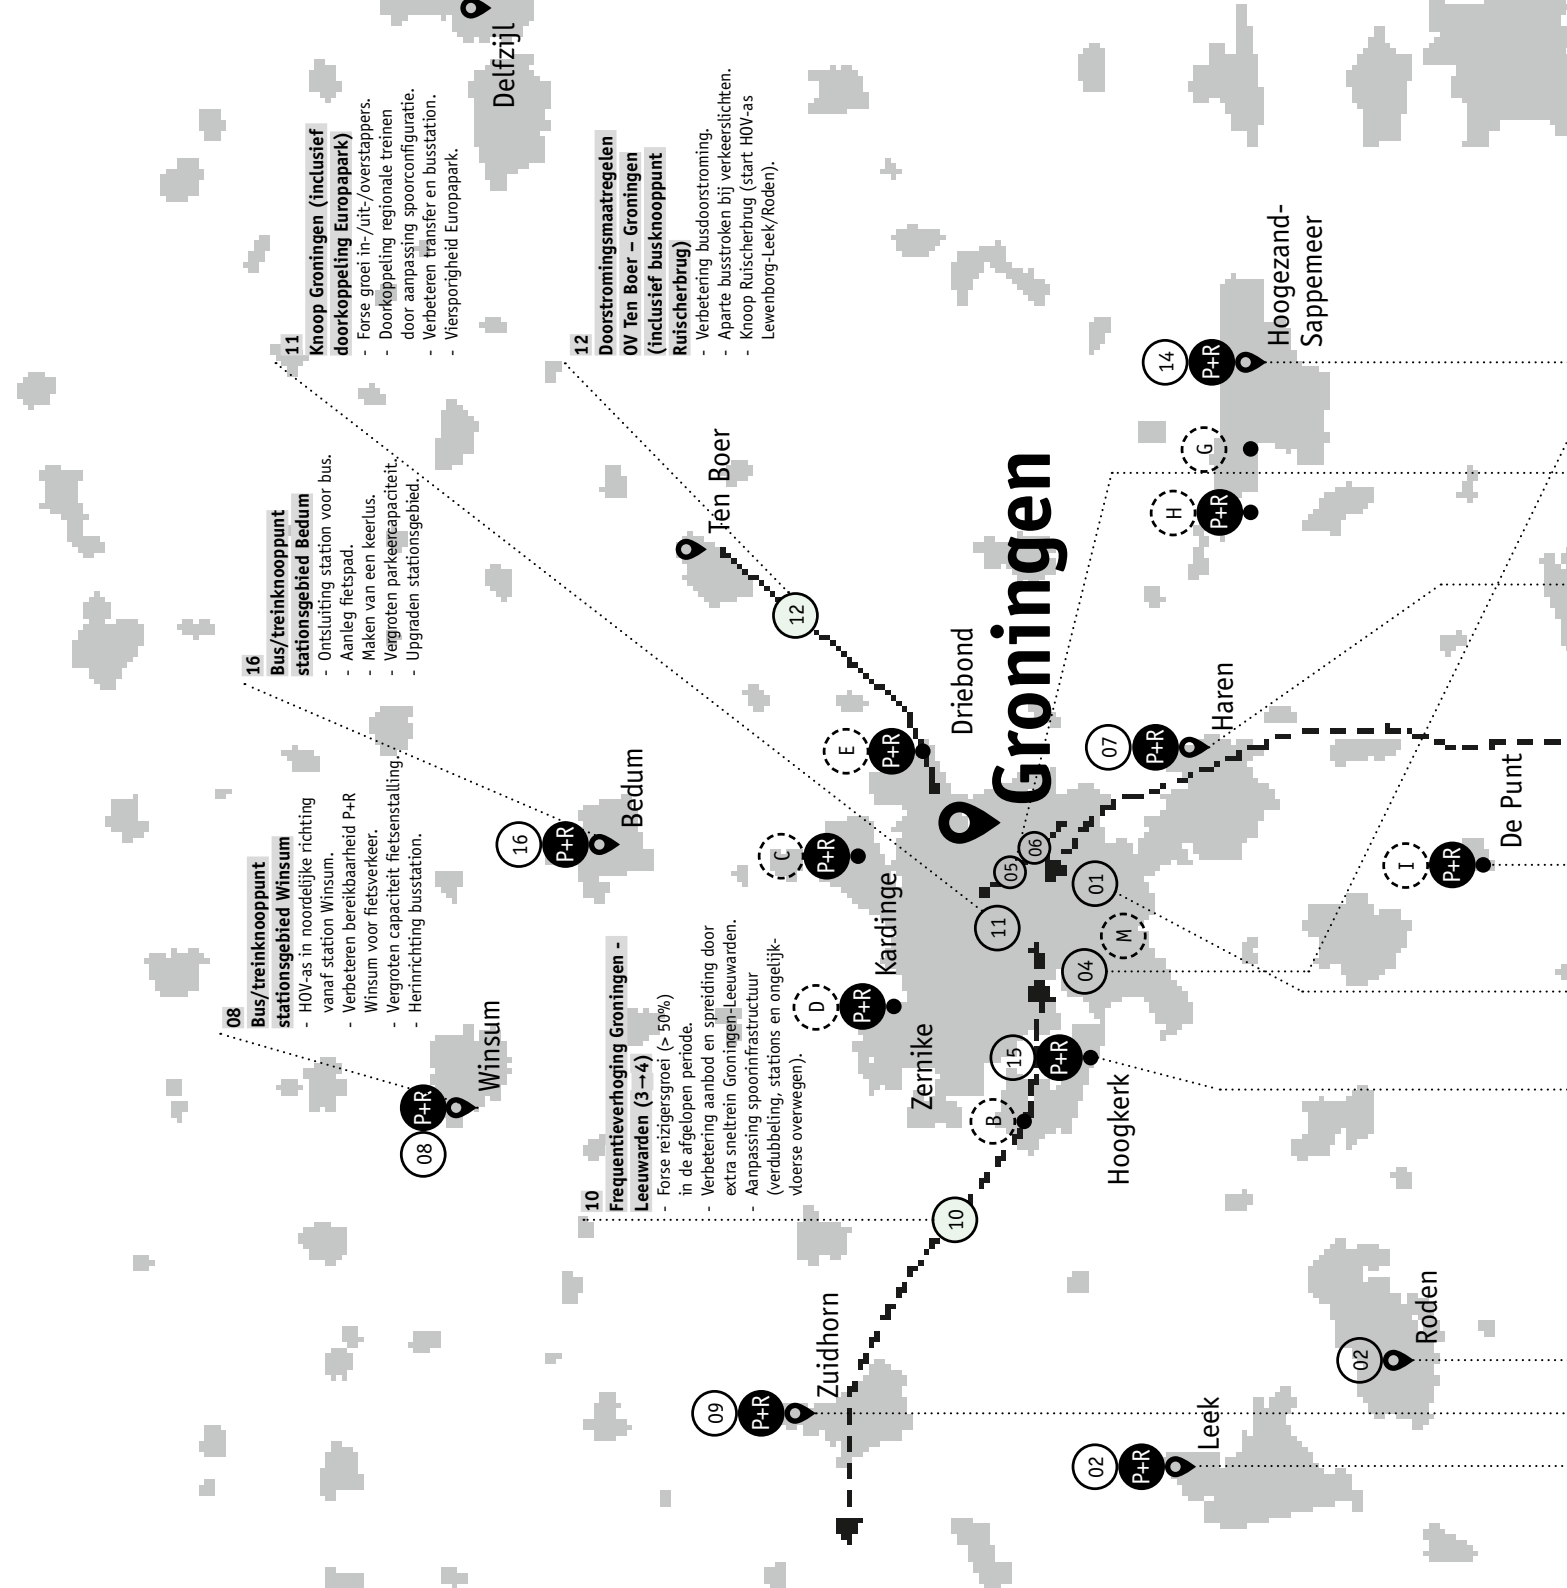 08
Bus/treinknooppunt
stationsgebied Winsum
- HOV-as in noordelijke richting
vanaf station Winsum.
- Verbeteren bereikbaarheid P+R
Winsum voor fietsverkeer.
- Vergroten capaciteit fietsenstalling.
- Herinrichting busstation.
16
Bus/treinknooppunt
stationsgebied Bedum
- Ontsluiting station voor bus.
- Aanleg fietspad.
- Maken van een keerlus.
- Vergroten parkeercapaciteit.
- Upgraden stationsgebied.
11
Knoop Groningen (inclusief
doorkoppeling Europapark)
- Forse groei in-/uit-/overstappers.
- Doorkoppeling regionale treinen
door aanpassing spoorconfiguratie.
- Verbeteren transfer en busstation.
- Viersporigheid Europapark.
10
Frequentieverhoging Groningen -
Leeuwarden (3→4)
- Forse reizigersgroei (> 50%)
in de afgelopen periode.
- Verbetering aanbod en spreiding door
extra sneltrein Groningen-Leeuwarden.
- Aanpassing spoorinfrastructuur
(verdubbeling, stations en ongelijk-
vloerse overwegen).
12
Doorstromingsmaatregelen
OV Ten Boer – Groningen
(inclusief busknooppunt
Ruischerbrug)
- Verbetering busdoorstroming.
- Aparte busstroken bij verkeerslichten.
- Knoop Ruischerbrug (start HOV-as
Lewenborg-Leek/Roden).
Delfzijl
08
P+R
Winsum
16
P+R
Bedum
Ten Boer
12
09
P+R
Zuidhorn
10
D
P+R
Zernike
C
P+R
Kardinge
E
P+R
Driebond
Groningen
B
15
P+R
Hoogkerk
11
05
06
01
04
M
07
P+R
Haren
H
P+R
G
14
P+R
Hoogezand-
Sappemeer
02
P+R
Leek
02
Roden
I
P+R
De Punt